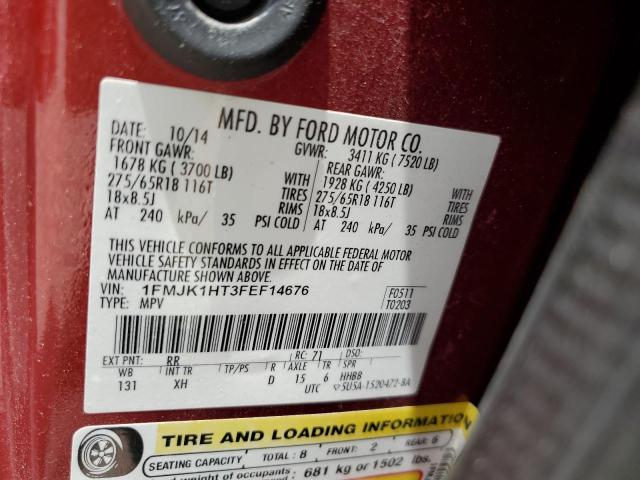 MFD. BY FORD MOTOR CO.
DATE: 10/14 GVWR: 3411 KG ( 7520 LB)
FRONT GAWR: REAR GAWR:
1678 KG ( 3700 LB) 1928 KG ( 4250 LB)
WITH WITH
275/65R18 116T TIRES 275/65R18 116T TIRES
18x8.5J RIMS 18x8.5J RIMS
AT 240 kPa/ 35 PSI COLD AT 240 kPa/ 35 PSI COLD
THIS VEHICLE CONFORMS TO ALL APPLICABLE FEDERAL MOTOR
VEHICLE SAFETY STANDARDS IN EFFECT ON THE DATE OF
MANUFACTURE SHOWN ABOVE.
VIN: 1FMJK1HT3FEF14676 F0511
TYPE: MPV T0203
EXT PNT: RR RC: 71 DSO:
WB INT TR TP/PS R AXLE TR SPR
131 XH D 15 6 HHBB
UTC 5U5A-1520472-BA
TIRE AND LOADING INFORMATION
SEATING CAPACITY TOTAL: 8 FRONT: 2 REAR: 6
weight of occupants: 681 kg or 1502 lbs.